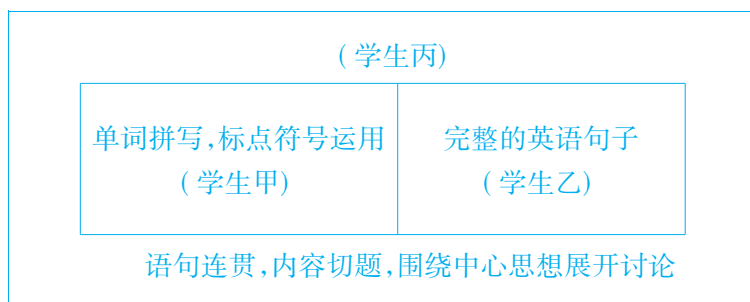 (学生丙)
单词拼写,标点符号运用
(学生甲)
完整的英语句子
(学生乙)
语句连贯,内容切题,围绕中心思想展开讨论